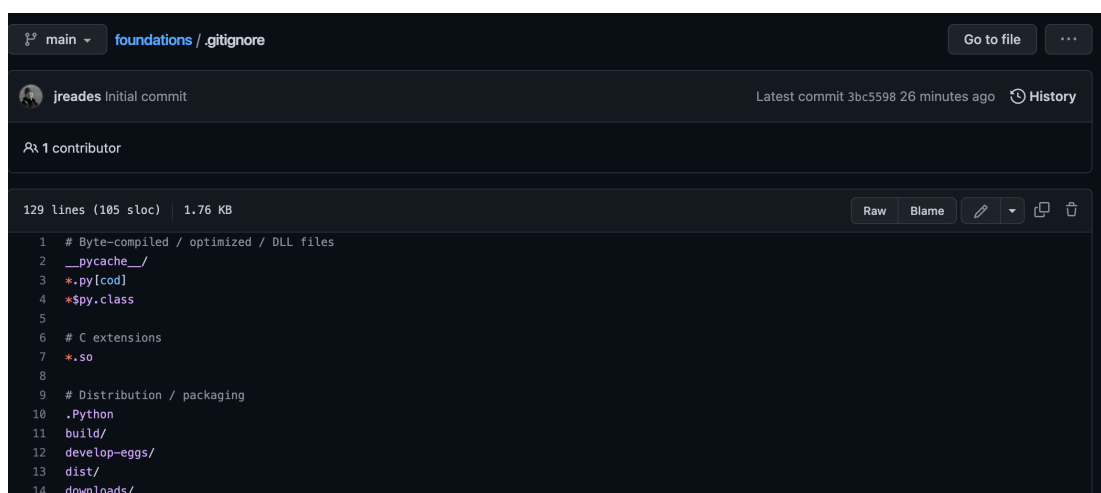 main
foundations / .gitignore
Go to file
...
jreades Initial commit
Latest commit 3bc5598 26 minutes ago
History
1 contributor
129 lines (105 sloc) 1.76 KB
Raw
Blame
1 # Byte-compiled / optimized / DLL files
2 __pycache__/
3 *.py[cod]
4 *$py.class
5
6 # C extensions
7 *.so
8
9 # Distribution / packaging
10 .Python
11 build/
12 develop-eggs/
13 dist/
14 downloads/